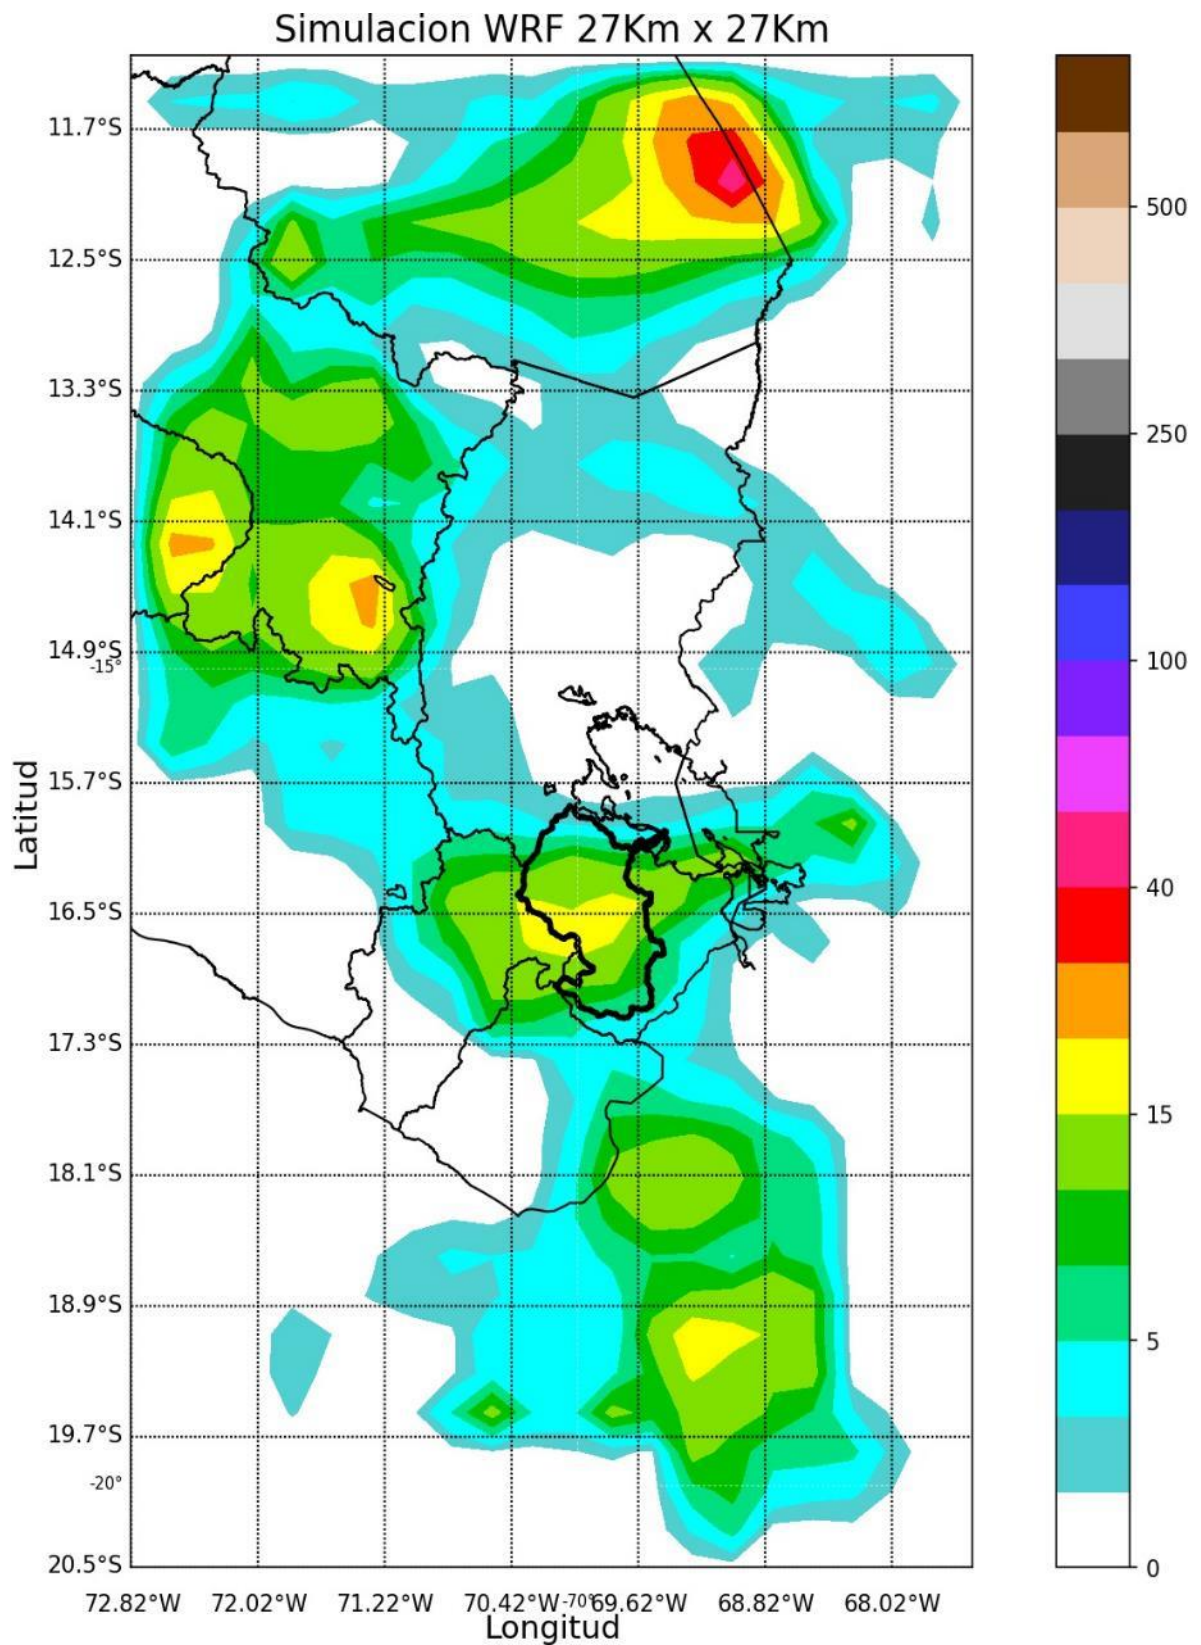 Simulacion WRF 27Km x 27Km
11.7°S
12.5°S
13.3°S
14.1°S
14.9°S
-15°
15.7°S
16.5°S
17.3°S
18.1°S
18.9°S
19.7°S
-20°
20.5°S
Latitud
72.82°W 72.02°W 71.22°W 70.42°W -70° 69.62°W 68.82°W 68.02°W
Longitud
500
250
100
40
15
5
0